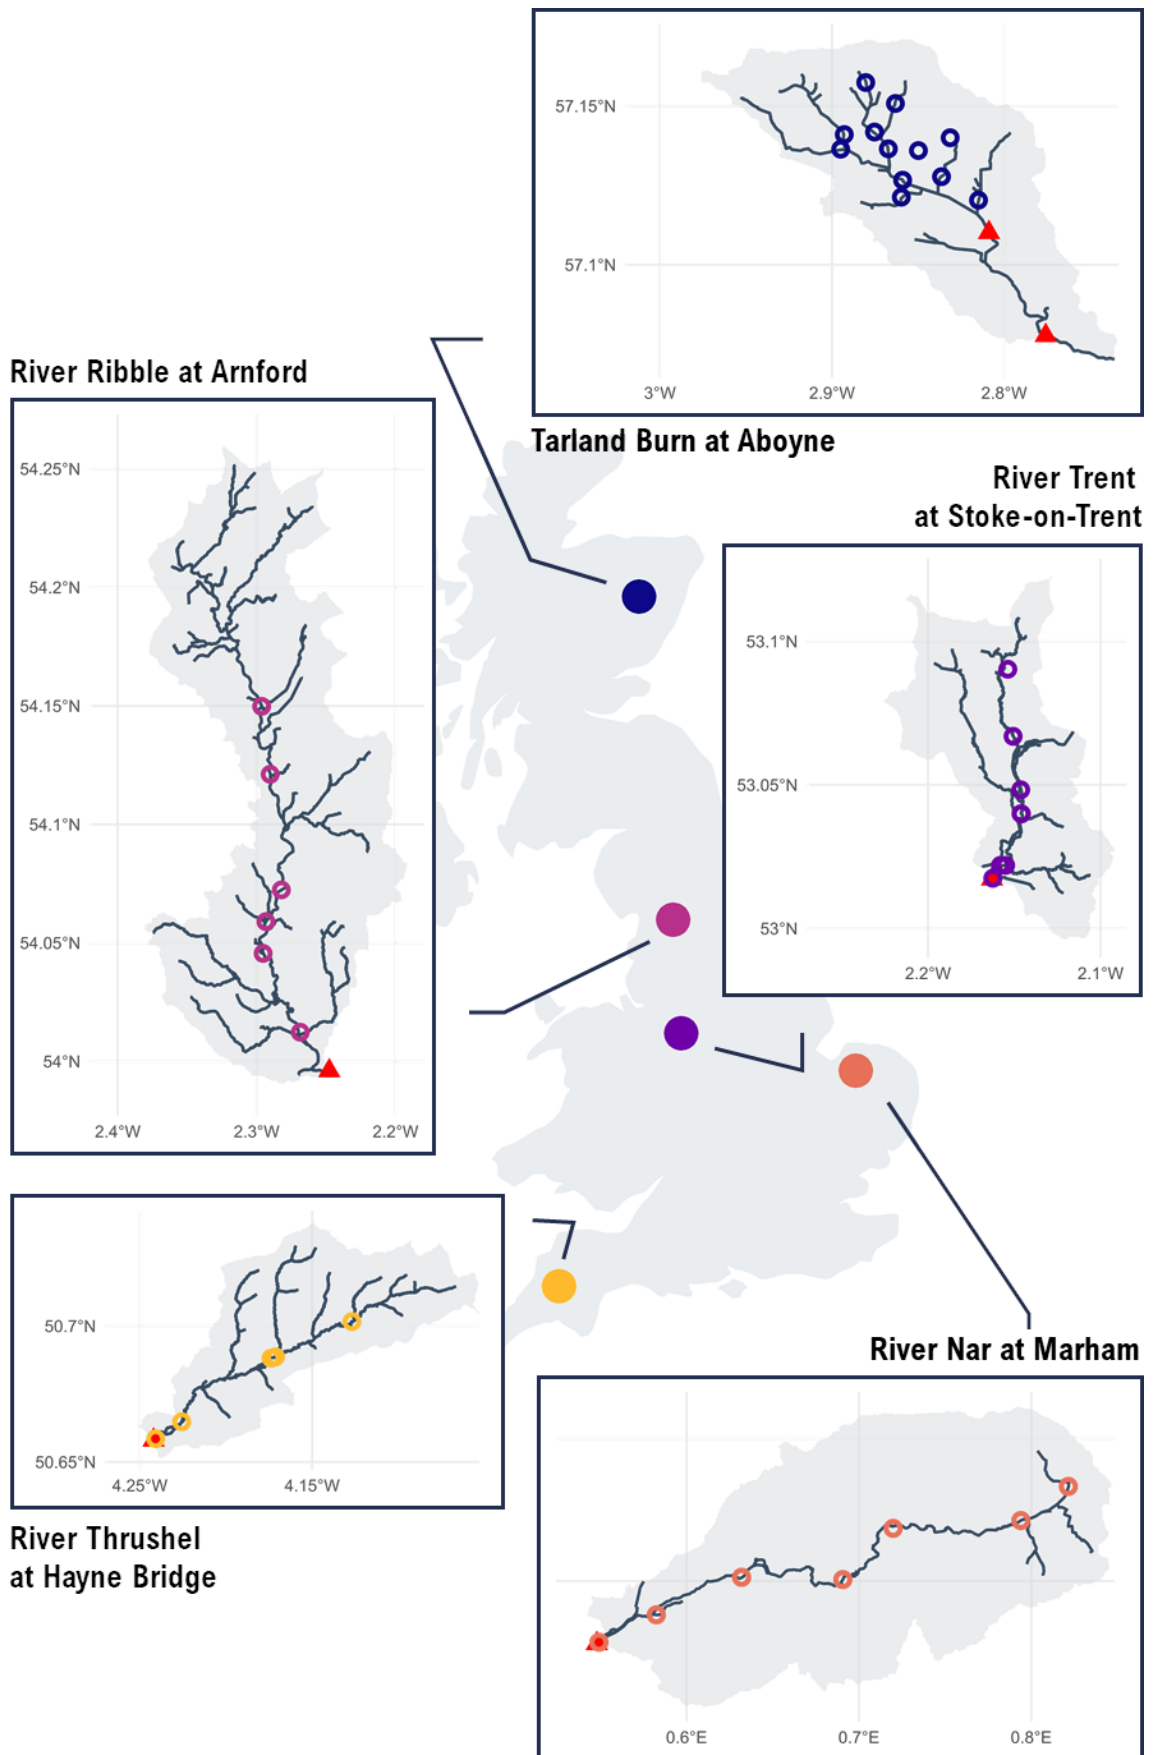 57.15°N
57.1°N
3°W
2.9°W
2.8°W
Tarland Burn at Aboyne
River Ribble at Arnford
54.25°N
54.2°N
54.15°N
54.1°N
54.05°N
54°N
2.4°W
2.3°W
2.2°W
River Trent
at Stoke-on-Trent
53.1°N
53.05°N
53°N
2.2°W
2.1°W
50.7°N
50.65°N
4.25°W
4.15°W
River Thrushel
at Hayne Bridge
River Nar at Marham
0.6°E
0.7°E
0.8°E